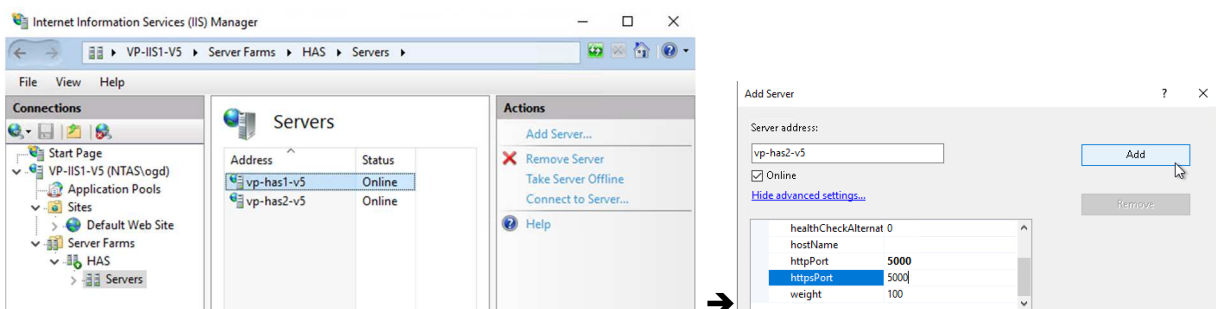 Internet Information Services (IIS) Manager
VP-IIS1-V5 Server Farms HAS Servers
File View Help
Connections
Start Page
VP-IIS1-V5 (NTAS\ogd)
Application Pools
Sites
Default Web Site
Server Farms
HAS
Servers
Servers
Address Status
vp-has1-v5 Online
vp-has2-v5 Online
Actions
Add Server...
Remove Server
Take Server Offline
Connect to Server...
Help
Add Server
Server address:
vp-has2-v5
Online
Hide advanced settings...
Add
Remove
healthCheckAlternat 0
hostName
httpPort 5000
httpsPort 5000
weight 100